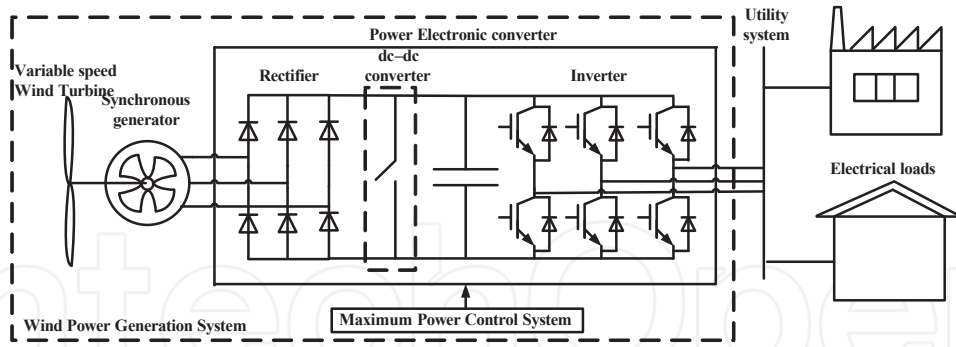 Utility
system
Power Electronic converter
dc–dc
converter
Rectifier
Inverter
Variable speed
Wind Turbine
Synchronous
generator
Electrical loads
Wind Power Generation System
Maximum Power Control System
ntechOpen